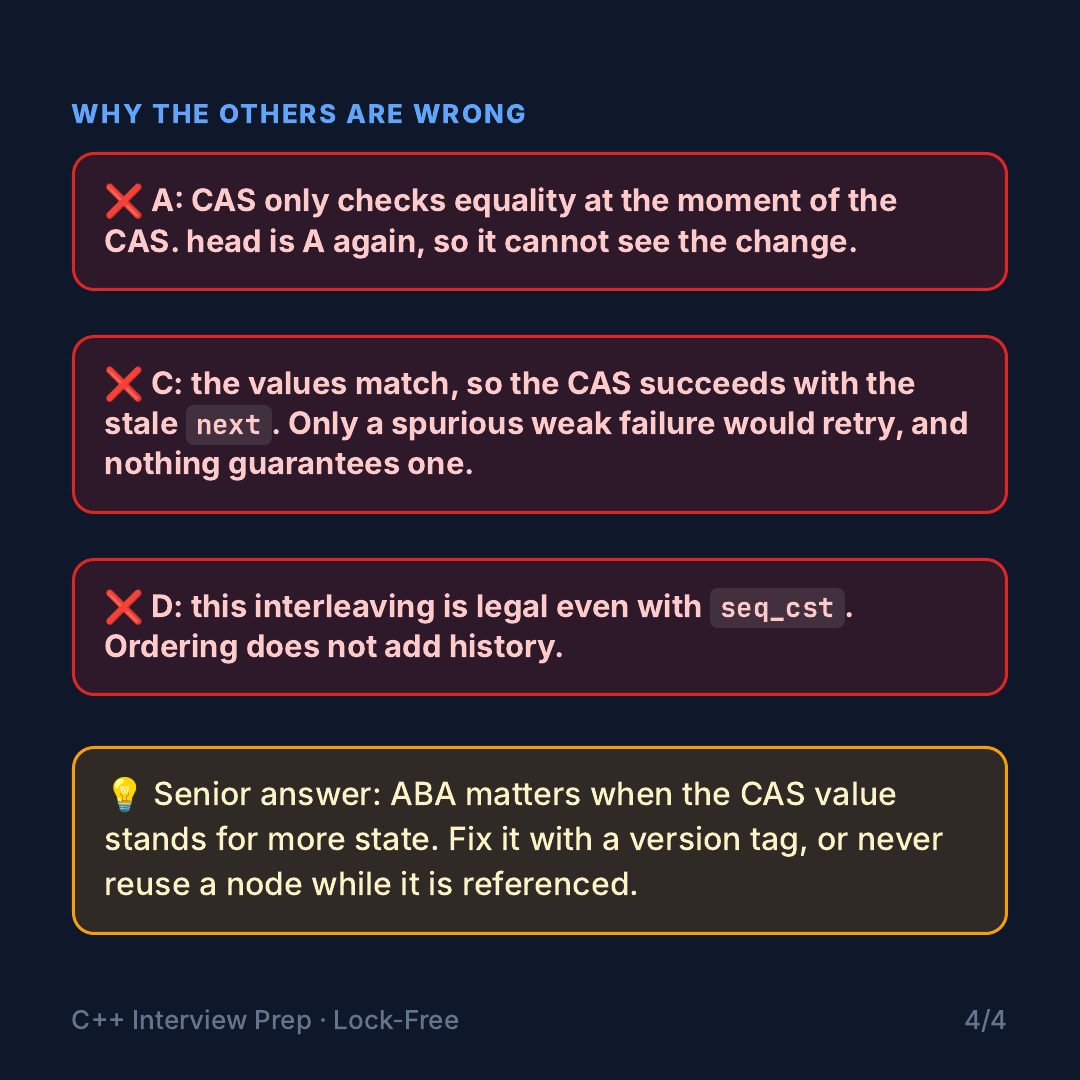 WHY THE OTHERS ARE WRONG
❌ A: CAS only checks equality at the moment of the
CAS. head is A again, so it cannot see the change.
❌ C: the values match, so the CAS succeeds with the
stale next. Only a spurious weak failure would retry, and
nothing guarantees one.
❌ D: this interleaving is legal even with seq_cst.
Ordering does not add history.
💡 Senior answer: ABA matters when the CAS value
stands for more state. Fix it with a version tag, or never
reuse a node while it is referenced.
C++ Interview Prep · Lock-Free
4/4